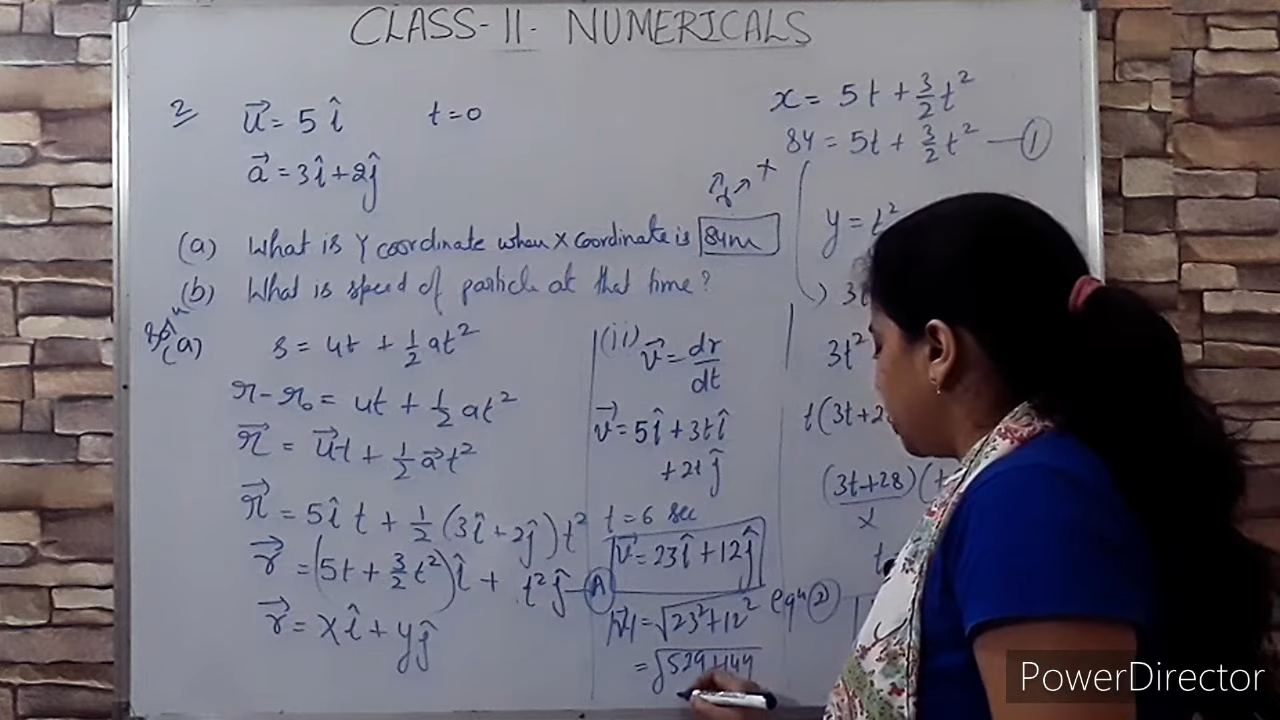 CLASS-11- NUMERICALS
2
u⃗ = 5 î t=0
a⃗ = 3î+2ĵ
(a) What is Y coordinate when X coordinate is 84m
(b) What is speed of particle at that time?
Solⁿ
(a) s = ut + 1/2 at²
r-r₀ = ut + 1/2 at²
r⃗ = u⃗t + 1/2 a⃗t²
r⃗ = 5î t + 1/2 (3î+2ĵ)t²
r⃗ = (5t + 3/2 t²)î + t²ĵ - (A)
r⃗ = xî + yĵ
(ii) v⃗ = dr/dt
v⃗ = 5î + 3tî
+2tĵ
t = 6 sec
v⃗ = 23î + 12ĵ
|v⃗| = √23²+12²
= √529+144
x = 5t + 3/2 t²
84 = 5t + 3/2 t² — (1)
y = t²
3t²
t(3t+28
(3t+28)(t
eqⁿ (2)
PowerDirector